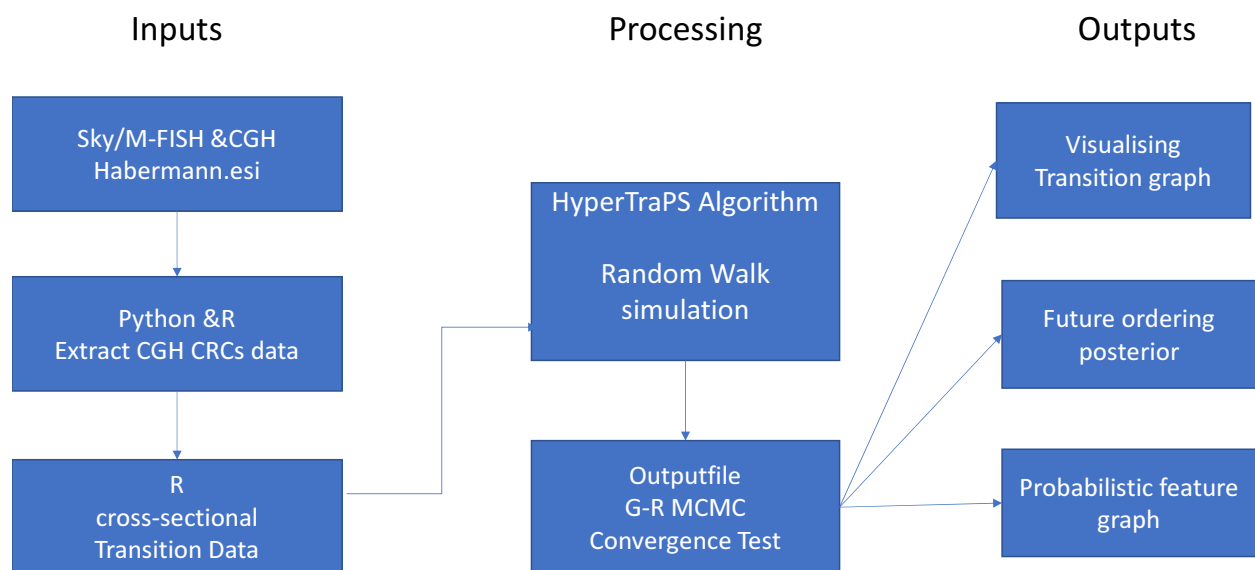 Inputs
Processing
Outputs
Sky/M-FISH &CGH
Habermann.esi
Python &R
Extract CGH CRCs data
R
cross-sectional
Transition Data
HyperTraPS Algorithm
Random Walk
simulation
Outputfile
G-R MCMC
Convergence Test
Visualising
Transition graph
Future ordering
posterior
Probabilistic feature
graph